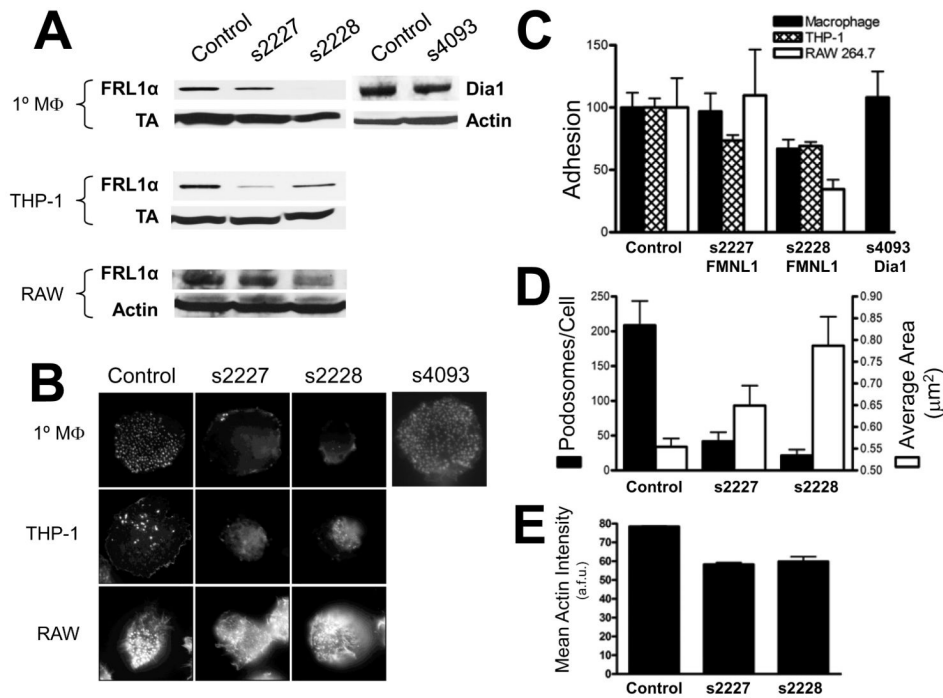 A
Control
s2227
s2228
Control
s4093
1º MΦ
FRL1α
TA
Dia1
Actin
THP-1
FRL1α
TA
RAW
FRL1α
Actin
B
Control
s2227
s2228
s4093
1º MΦ
THP-1
RAW
C
Macrophage
THP-1
RAW 264.7
Adhesion
150
100
50
0
Control
s2227
FMNL1
s2228
FMNL1
s4093
Dia1
D
Podosomes/Cell
250
200
150
100
50
0
0.90
0.85
0.80
0.75
0.70
0.65
0.60
0.55
0.50
Average Area
(μm²)
Control
s2227
s2228
E
Mean Actin Intensity
(a.f.u.)
80
70
60
50
40
30
20
10
0
Control
s2227
s2228